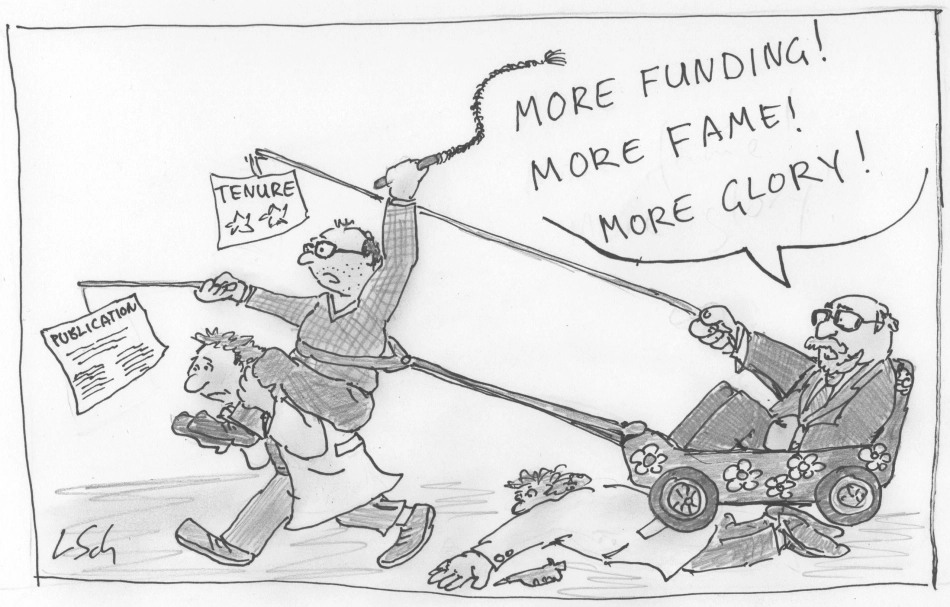 MORE FUNDING!
MORE FAME!
MORE GLORY!
TENURE
PUBLICATION
LSch